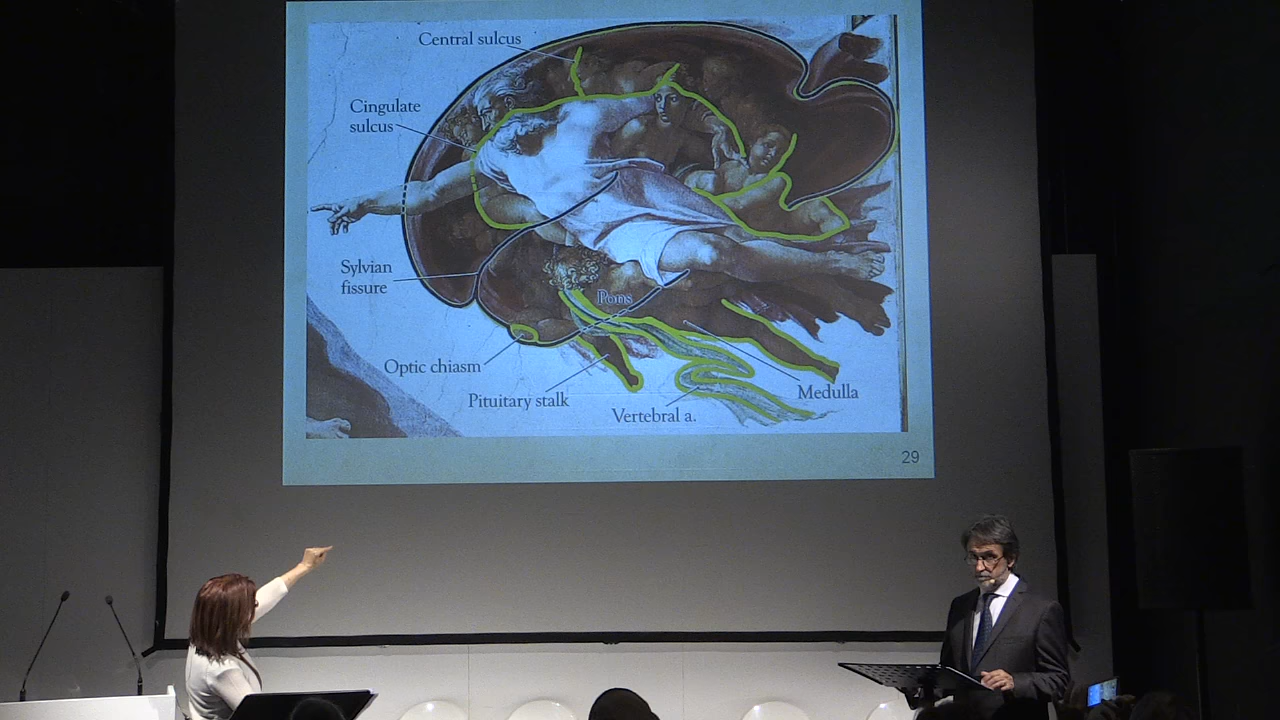 Central sulcus
Cingulate
sulcus
Sylvian
fissure
Pons
Optic chiasm
Pituitary stalk
Vertebral a.
Medulla
29